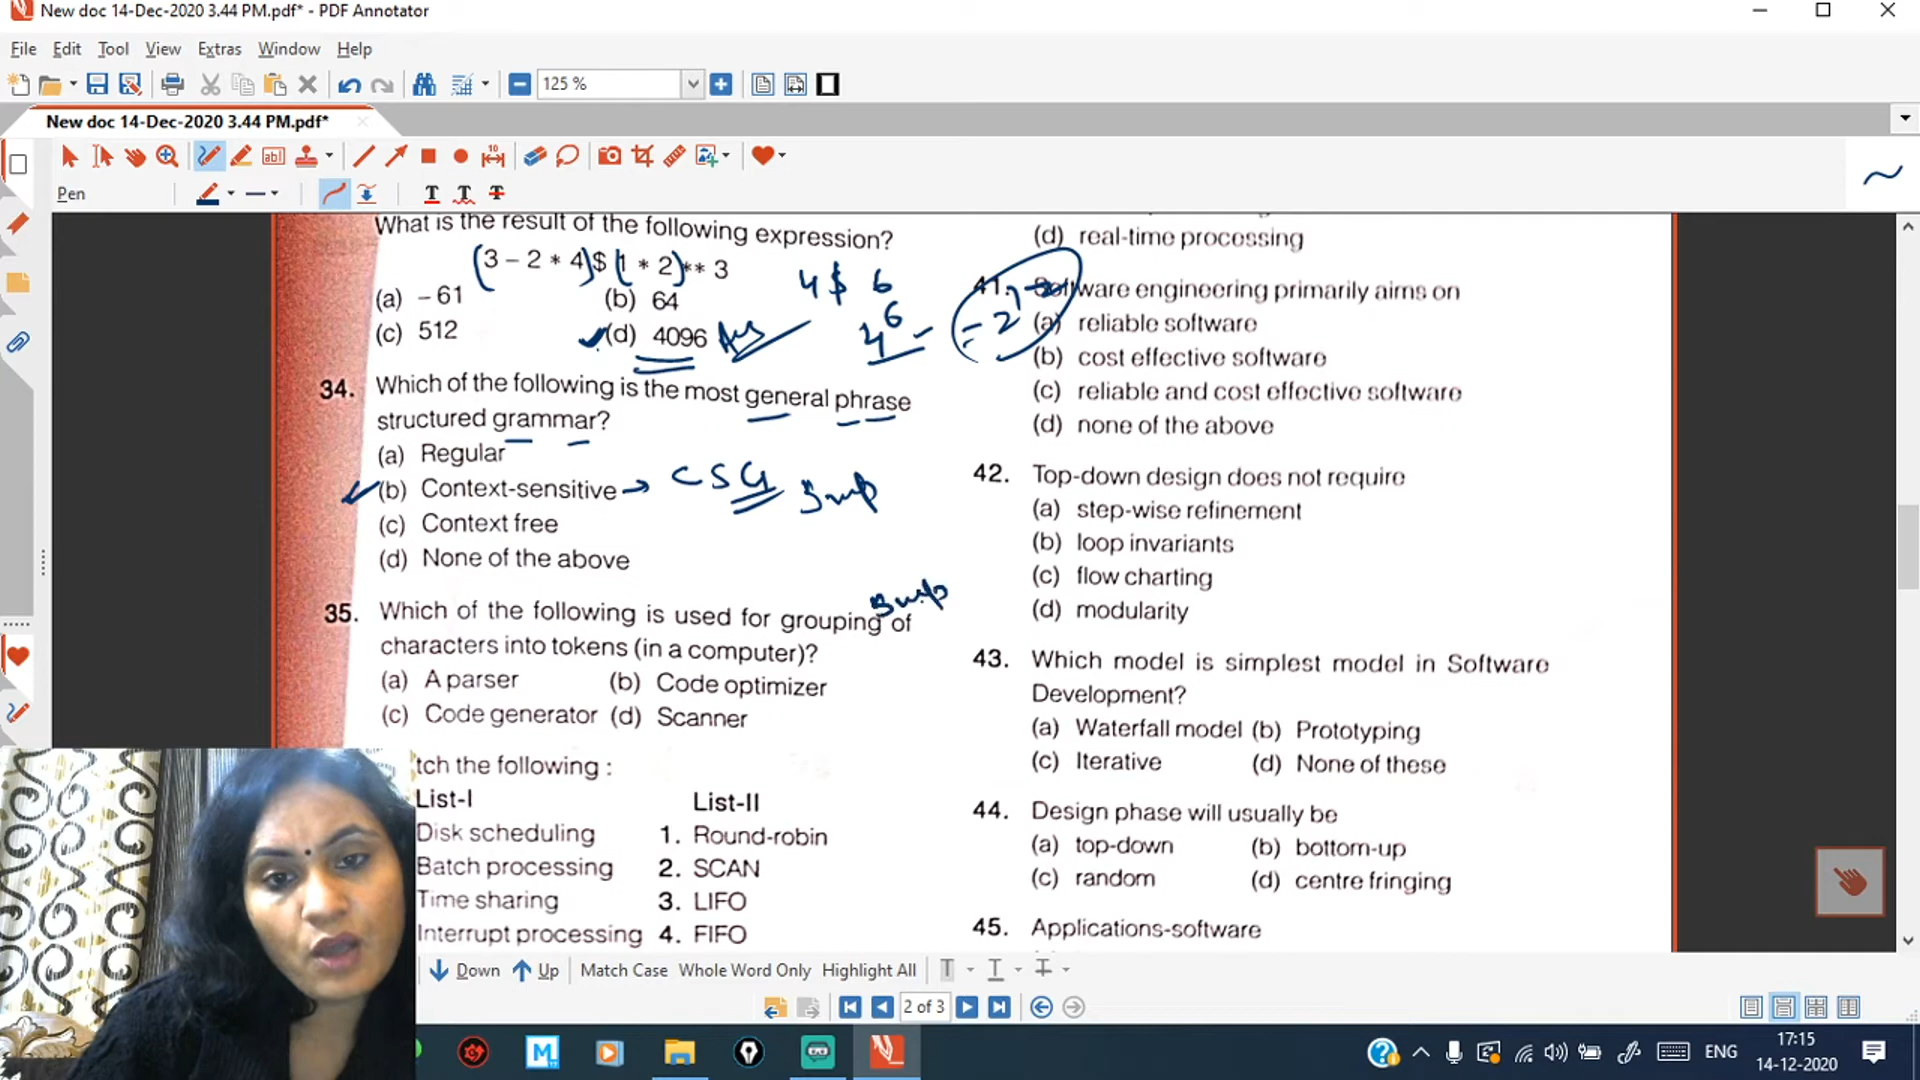 New doc 14-Dec-2020 3.44 PM.pdf* - PDF Annotator
File Edit Tool View Extras Window Help
125 %
New doc 14-Dec-2020 3.44 PM.pdf*
Pen
What is the result of the following expression?
(3 – 2 * 4)$ (1 * 2)** 3
(a) – 61 (b) 64
(c) 512 (d) 4096 Ans
4 $ 6
4^6
34. Which of the following is the most general phrase
structured grammar?
(a) Regular
(b) Context-sensitive → CSG Imp
(c) Context free
(d) None of the above
Imp
35. Which of the following is used for grouping of
characters into tokens (in a computer)?
(a) A parser (b) Code optimizer
(c) Code generator (d) Scanner
tch the following :
List-I List-II
Disk scheduling 1. Round-robin
Batch processing 2. SCAN
Time sharing 3. LIFO
Interrupt processing 4. FIFO
(d) real-time processing
41. Software engineering primarily aims on
(a) reliable software
(b) cost effective software
(c) reliable and cost effective software
(d) none of the above
42. Top-down design does not require
(a) step-wise refinement
(b) loop invariants
(c) flow charting
(d) modularity
43. Which model is simplest model in Software
Development?
(a) Waterfall model (b) Prototyping
(c) Iterative (d) None of these
44. Design phase will usually be
(a) top-down (b) bottom-up
(c) random (d) centre fringing
45. Applications-software
Down Up Match Case Whole Word Only Highlight All
2 of 3
ENG
17:15
14-12-2020